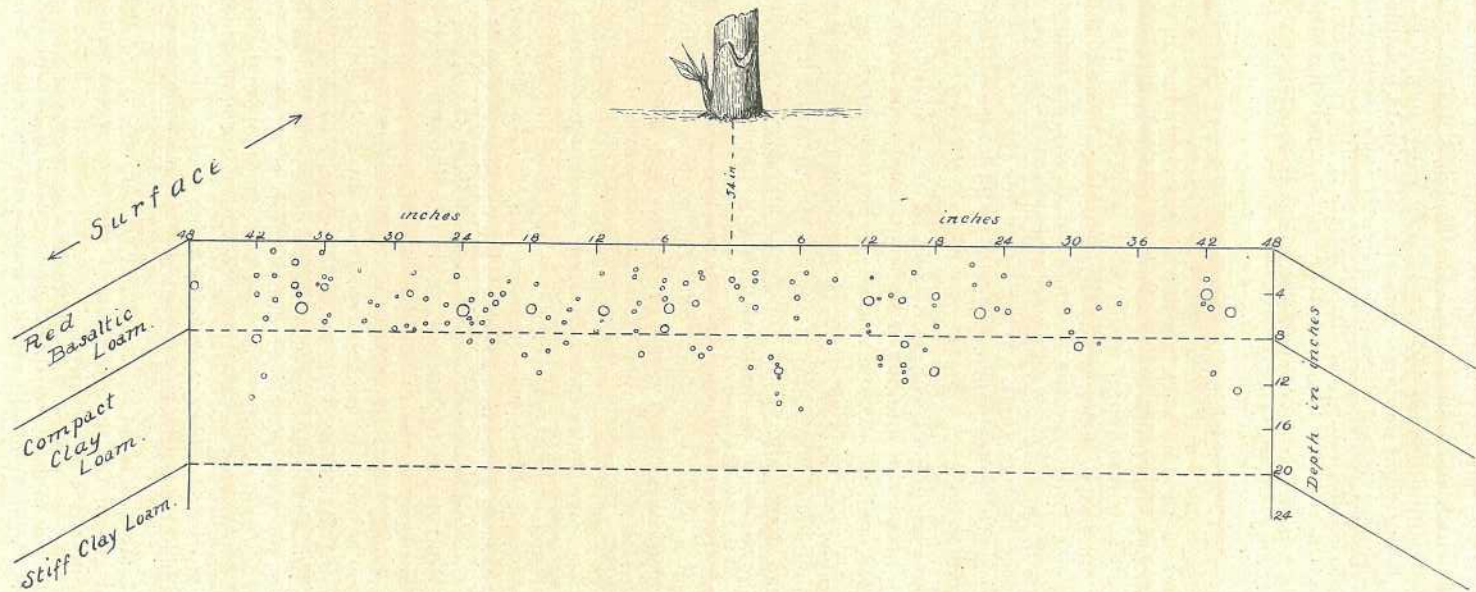 ← Surface →
54 in
inches inches
48 42 36 30 24 18 12 6 6 12 18 24 30 36 42 48
Red
Basaltic
Loam.
Compact
Clay
Loam.
Stiff Clay Loam.
4
8
12
16
20
24
Depth in inches